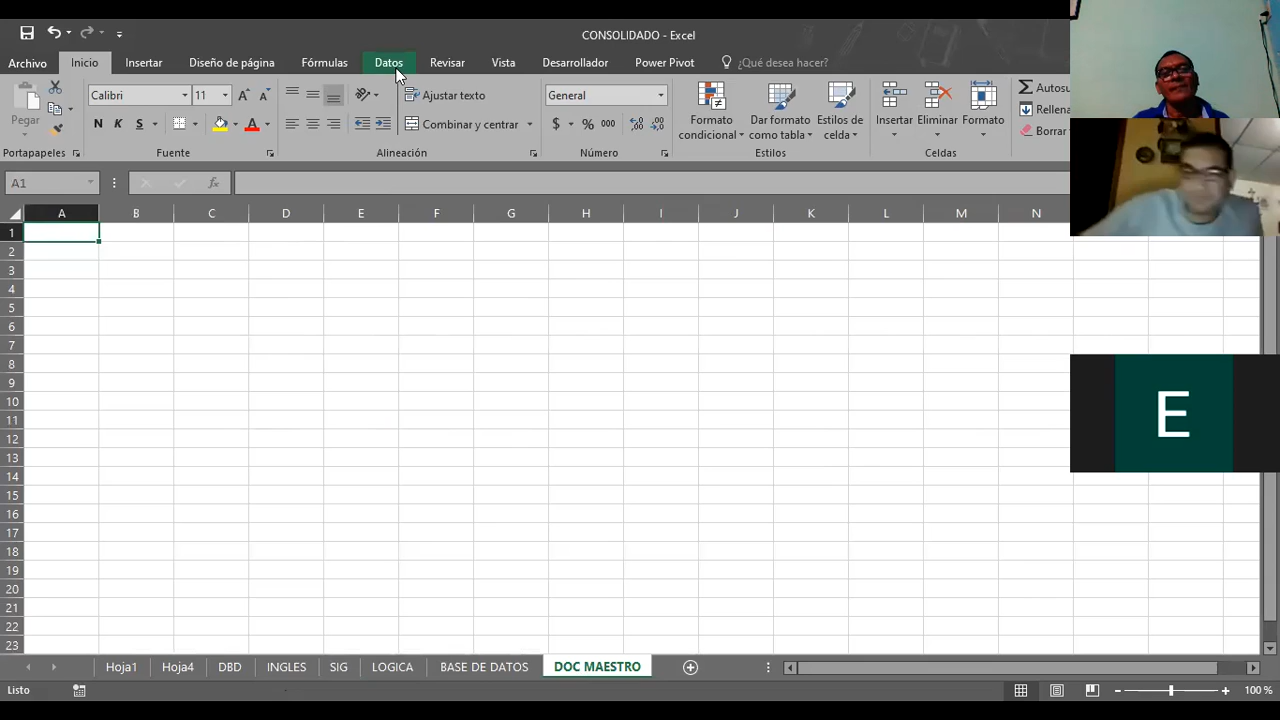 CONSOLIDADO - Excel
Archivo Inicio Insertar Diseño de página Fórmulas Datos Revisar Vista Desarrollador Power Pivot ¿Qué desea hacer?
Calibri 11 Ajustar texto General Autosu
Pegar N K S A Combinar y centrar $ % 000 Formato condicional Dar formato como tabla Estilos de celda Insertar Eliminar Formato Rellena
Borrar
Portapapeles Fuente Alineación Número Estilos Celdas
A1 fx
A B C D E F G H I J K L M N
1
2
3
4
5
6
7
8
9
10
11
12
13
14
15
16
17
18
19
20
21
22
23
E
Hoja1 Hoja4 DBD INGLES SIG LOGICA BASE DE DATOS DOC MAESTRO
Listo 100 %